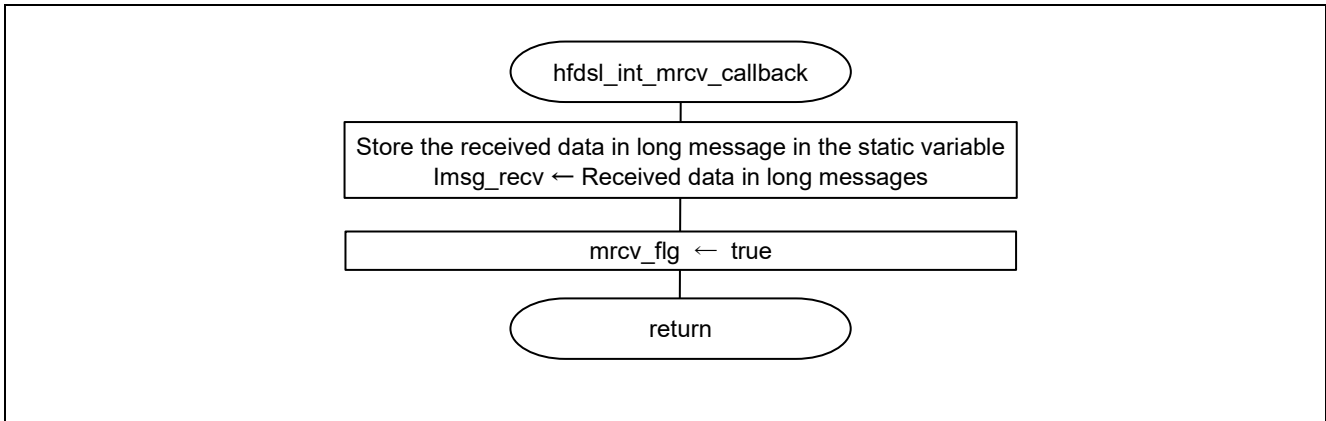 hfdsl_int_mrcv_callback
Store the received data in long message in the static variable
lmsg_recv ← Received data in long messages
mrcv_flg ← true
return